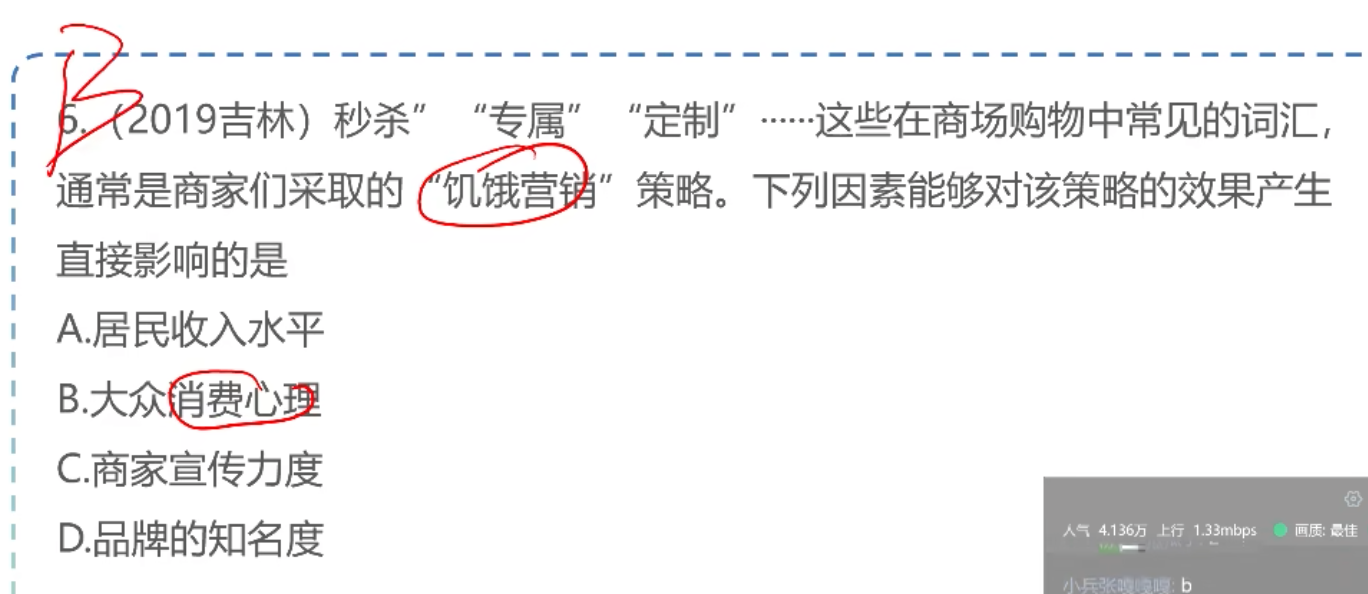 B
6.（2019吉林）秒杀” “专属” “定制”……这些在商场购物中常见的词汇，
通常是商家们采取的 “饥饿营销” 策略。下列因素能够对该策略的效果产生
直接影响的是
A.居民收入水平
B.大众消费心理
C.商家宣传力度
D.品牌的知名度
人气 4.136万 上行 1.33mbps 画质: 最佳
小兵张嘎嘎嘎: b